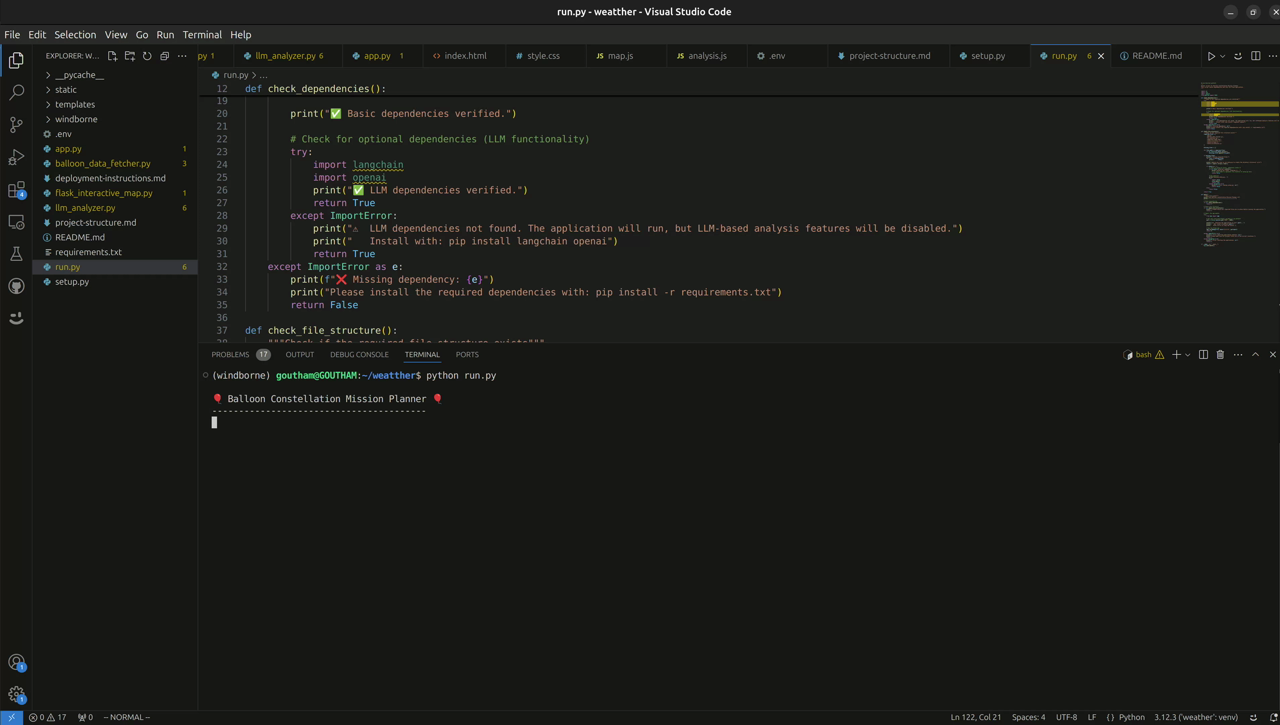 run.py - weatther - Visual Studio Code
File Edit Selection View Go Run Terminal Help
EXPLORER: W...
py 1
llm_analyzer.py 6
app.py 1
index.html
style.css
map.js
analysis.js
.env
project-structure.md
setup.py
run.py 6
README.md
run.py > ...
__pycache__
static
templates
windborne
.env
app.py 1
balloon_data_fetcher.py 3
deployment-instructions.md
flask_interactive_map.py 1
llm_analyzer.py 6
project-structure.md
README.md
requirements.txt
run.py 6
setup.py
4
12 def check_dependencies():
19
20 print("✅ Basic dependencies verified.")
21
22 # Check for optional dependencies (LLM functionality)
23 try:
24 import langchain
25 import openai
26 print("✅ LLM dependencies verified.")
27 return True
28 except ImportError:
29 print("⚠ LLM dependencies not found. The application will run, but LLM-based analysis features will be disabled.")
30 print(" Install with: pip install langchain openai")
31 return True
32 except ImportError as e:
33 print(f"❌ Missing dependency: {e}")
34 print("Please install the required dependencies with: pip install -r requirements.txt")
35 return False
36
37 def check_file_structure():
"""Check if the required file structure exists"""
PROBLEMS 17 OUTPUT DEBUG CONSOLE TERMINAL PORTS
bash
(windborne) goutham@GOUTHAM:~/weatther$ python run.py
🎈 Balloon Constellation Mission Planner 🎈
----------------------------------------
1
1
0 17 0 -- NORMAL --
Ln 122, Col 21 Spaces: 4 UTF-8 LF {} Python 3.12.3 ('weather': venv)